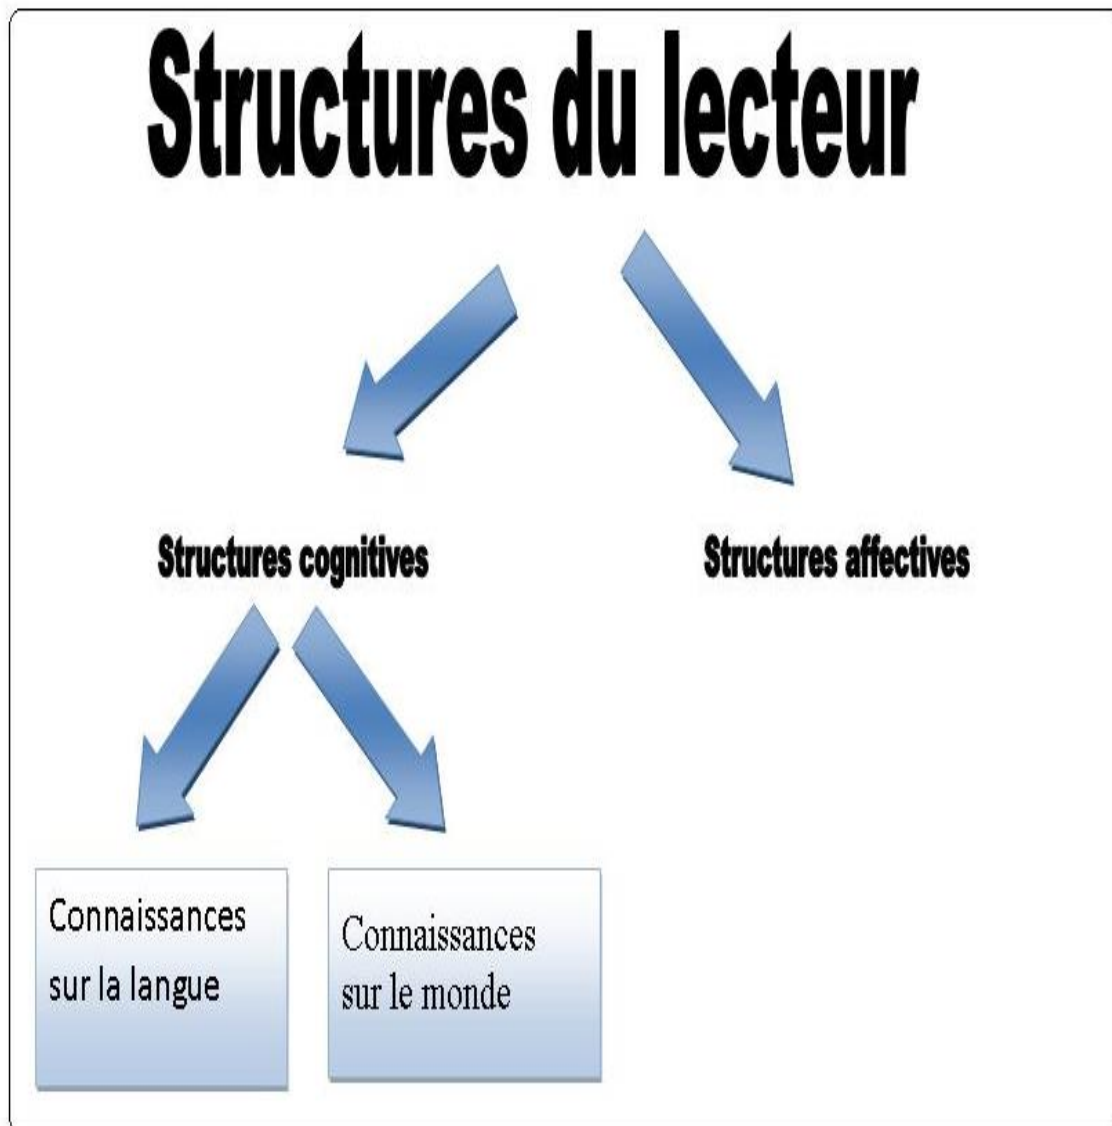 Structures du lecteur
Structures cognitives
Structures affectives
Connaissances
sur la langue
Connaissances
sur le monde